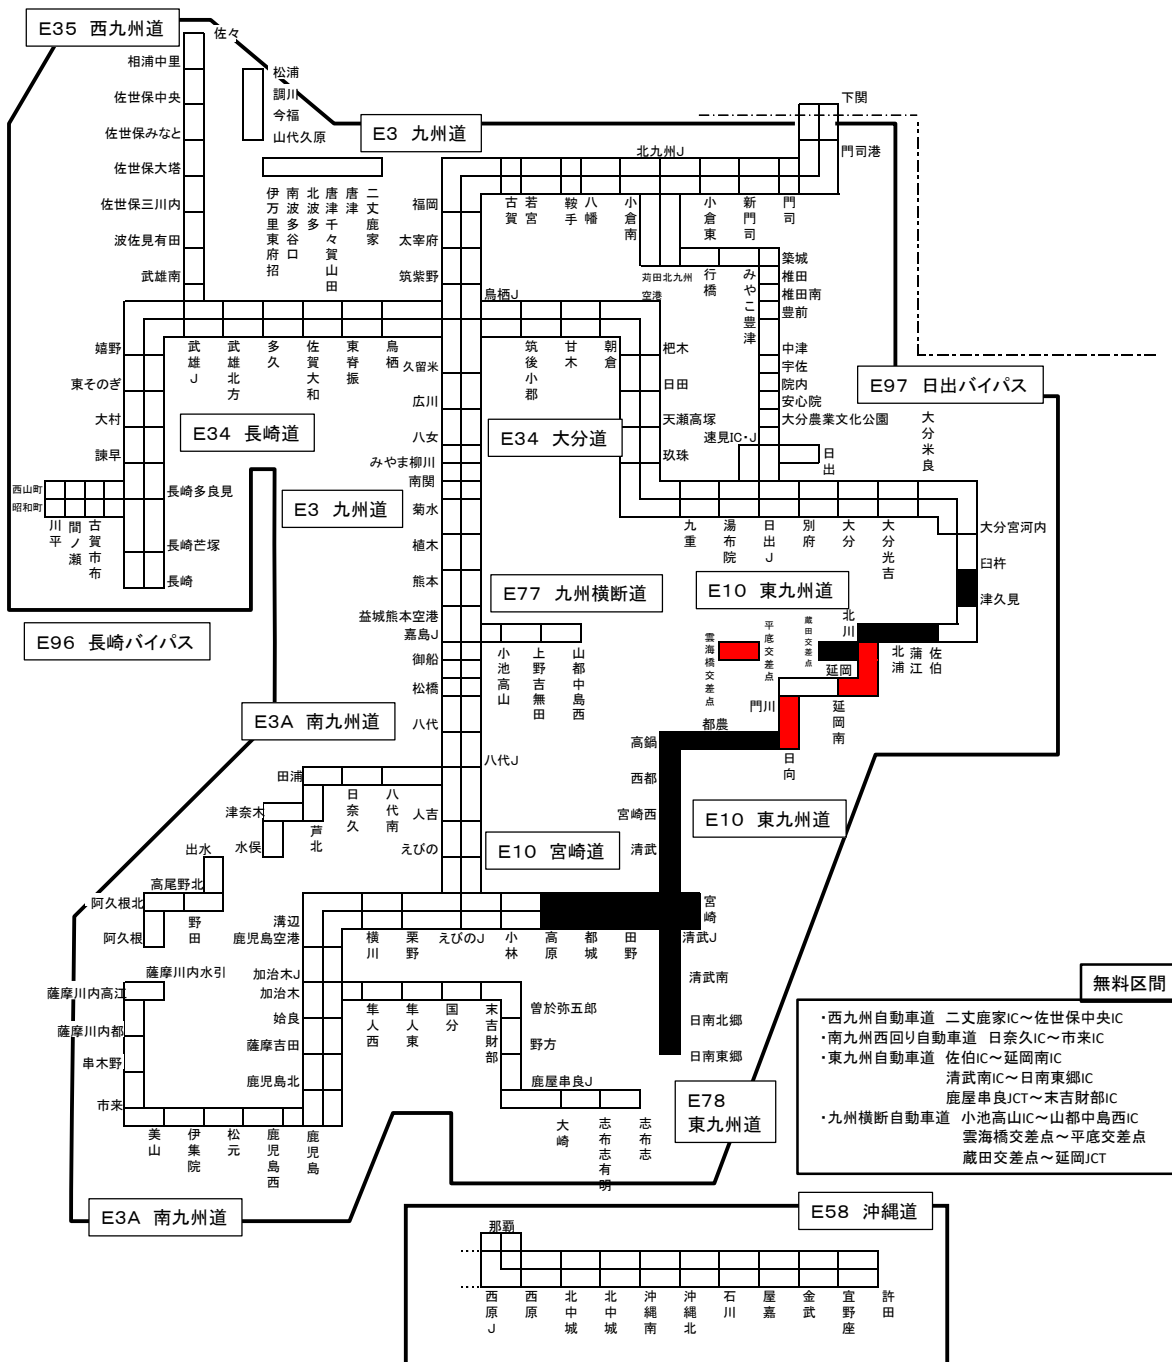 E35 西九州道
佐々
相浦中里
佐世保中央
佐世保みなと
佐世保大塔
佐世保三川内
波佐見有田
武雄南
松浦
調川
今福
山代久原
伊万里東府招
南波多谷口
北波多
唐津千々賀山田
唐津
二丈鹿家
E3 九州道
下関
門司港
北九州J
福岡
太宰府
筑紫野
鳥栖J
古賀
若宮
鞍手
八幡
小倉南
小倉東
新門司
門司
苅田北九州
空港
行橋
みやこ豊津
築城
椎田
椎田南
豊前
中津
宇佐
院内
安心院
大分農業文化公園
速見IC・J
日出
E97 日出バイパス
嬉野
東そのぎ
大村
諫早
武雄J
武雄北方
多久
佐賀大和
東脊振
鳥栖
久留米
広川
八女
みやま柳川
南関
菊水
植木
熊本
益城熊本空港
嘉島J
御船
松橋
八代
八代J
人吉
えびの
筑後小郡
甘木
朝倉
杷木
日田
天瀬高塚
玖珠
E34 長崎道
E34 大分道
E3 九州道
西山町
昭和町
川平
間ノ瀬
古賀市布
長崎多良見
長崎芒塚
長崎
E96 長崎バイパス
九重
湯布院
日出J
別府
大分
大分光吉
大分米良
大分宮河内
臼杵
津久見
佐伯
蒲江
北浦
北川
E77 九州横断道
E10 東九州道
小池高山
上野吉無田
山都中島西
雲海橋交差点
平底交差点
蔵田交差点
延岡
延岡南
門川
日向
都農
高鍋
西都
宮崎西
清武
E10 東九州道
E3A 南九州道
田浦
津奈木
水俣
芦北
日奈久
八代南
出水
高尾野北
阿久根北
阿久根
野田
E10 宮崎道
溝辺
鹿児島空港
横川
栗野
えびのJ
小林
高原
都城
田野
宮崎
清武J
清武南
日南北郷
日南東郷
加治木J
加治木
姶良
薩摩吉田
鹿児島北
隼人西
隼人東
国分
末吉財部
曽於弥五郎
野方
鹿屋串良J
大崎
志布志有明
志布志
E78
東九州道
薩摩川内水引
薩摩川内高江
薩摩川内都
串木野
市来
美山
伊集院
松元
鹿児島西
鹿児島
E3A 南九州道
無料区間
・西九州自動車道 二丈鹿家IC～佐世保中央IC
・南九州西回り自動車道 日奈久IC～市来IC
・東九州自動車道 佐伯IC～延岡南IC
清武南IC～日南東郷IC
鹿屋串良JCT～末吉財部IC
・九州横断自動車道 小池高山IC～山都中島西IC
雲海橋交差点～平底交差点
蔵田交差点～延岡JCT
E58 沖縄道
那覇
西原J
西原
北中城
北中城
沖縄南
沖縄北
石川
屋嘉
金武
宜野座
許田